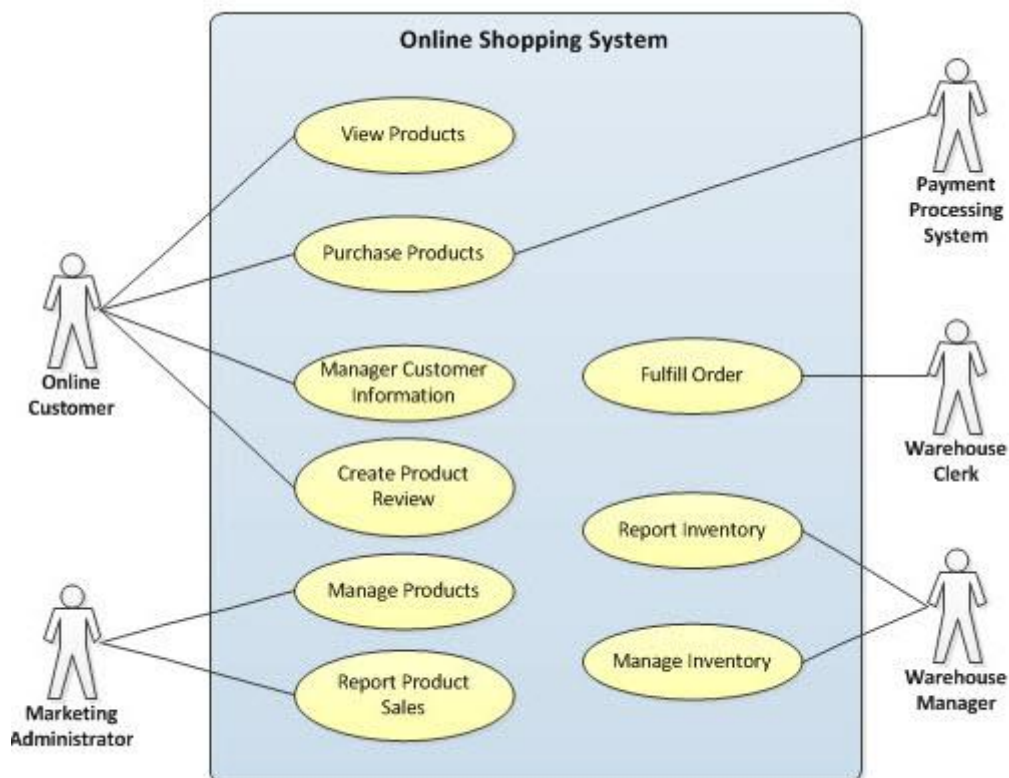 Online Shopping System
View Products
Purchase Products
Payment
Processing
System
Online
Customer
Manager Customer
Information
Fulfill Order
Warehouse
Clerk
Create Product
Review
Report Inventory
Manage Products
Manage Inventory
Report Product
Sales
Marketing
Administrator
Warehouse
Manager